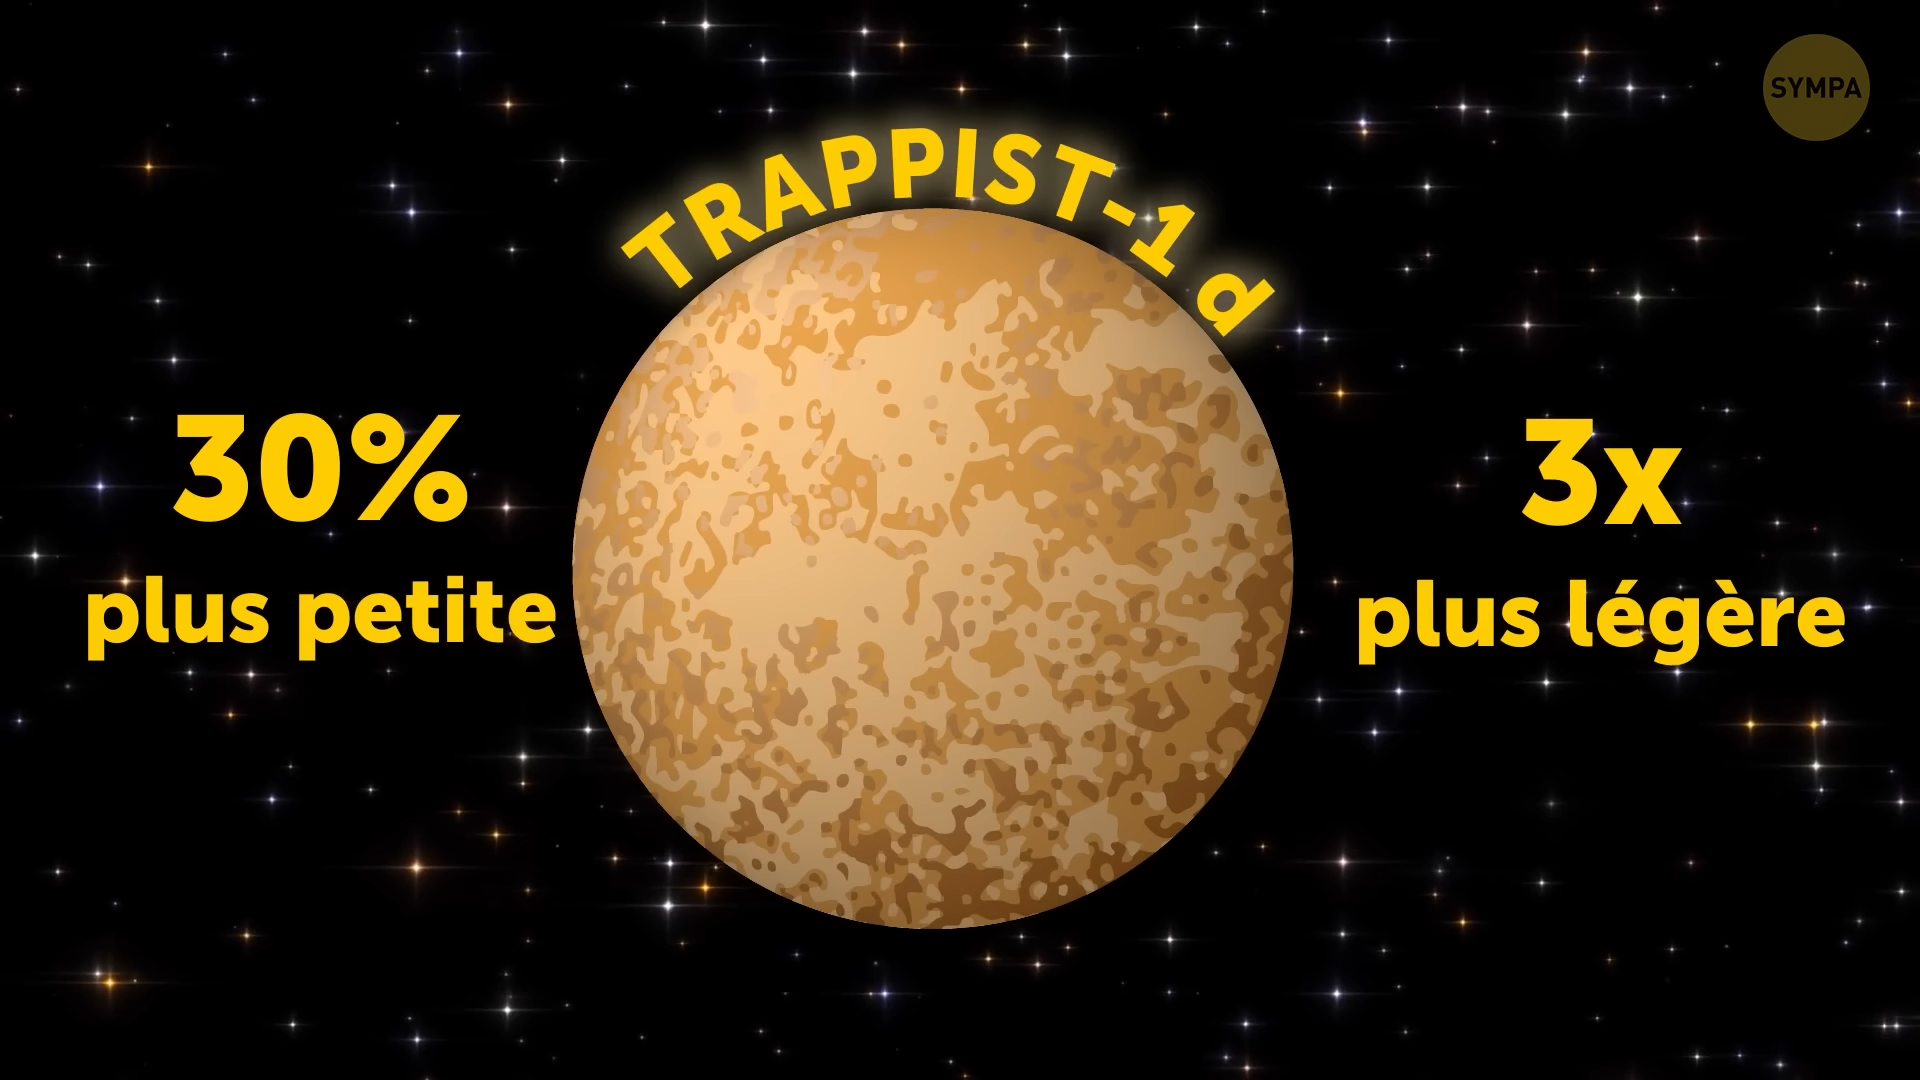 SYMPA
TRAPPIST-1 d
30%
plus petite
3x
plus légère